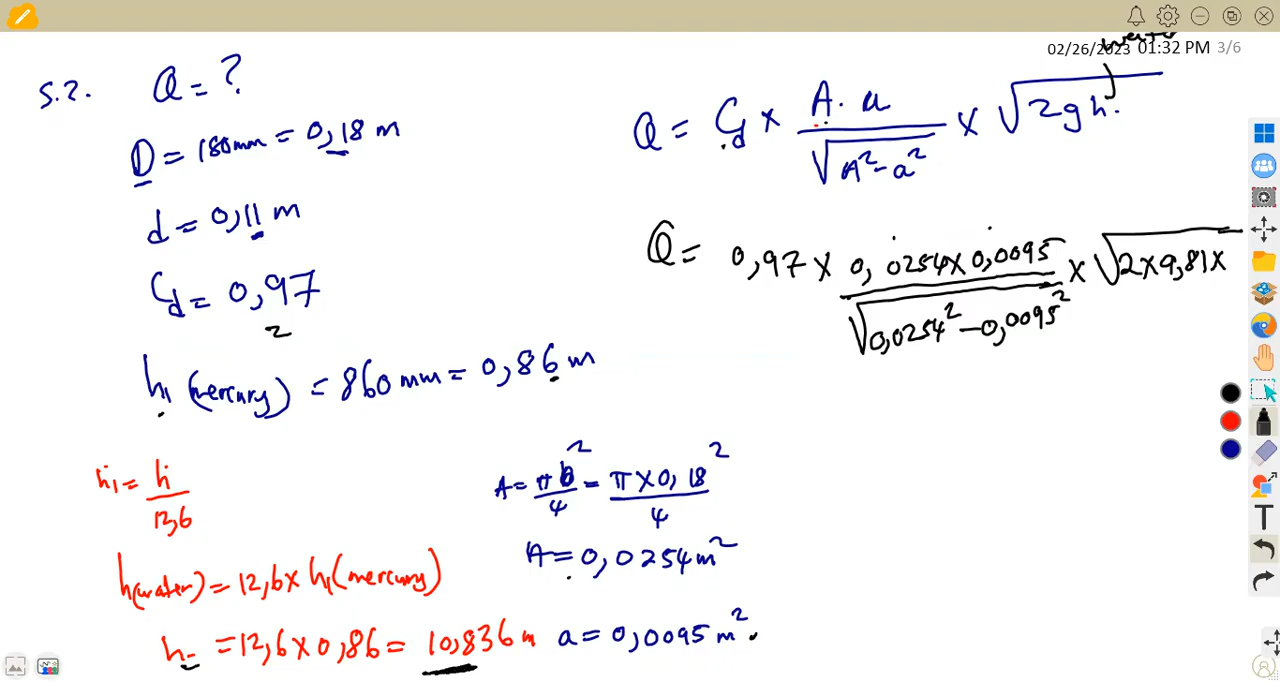 02/26/2023 01:32 PM 3/6
5.2. Q = ?
D = 180mm = 0,18 m
d = 0,11 m
Cd = 0,97
2
h1 (mercury) = 860 mm = 0,86 m
h1 = h / 12,6
h(water) = 12,6 x h1(mercury)
h = 12,6 x 0,86 = 10,836 m
A = πD² / 4 = π x 0,18² / 4
A = 0,0254 m²
a = 0,0095 m²
water
Q = Cd x A . a / √(A² - a²) x √2gh
Q = 0,97 x 0,0254 x 0,0095 / √(0,0254² - 0,0095²) x √2x9,81x
T